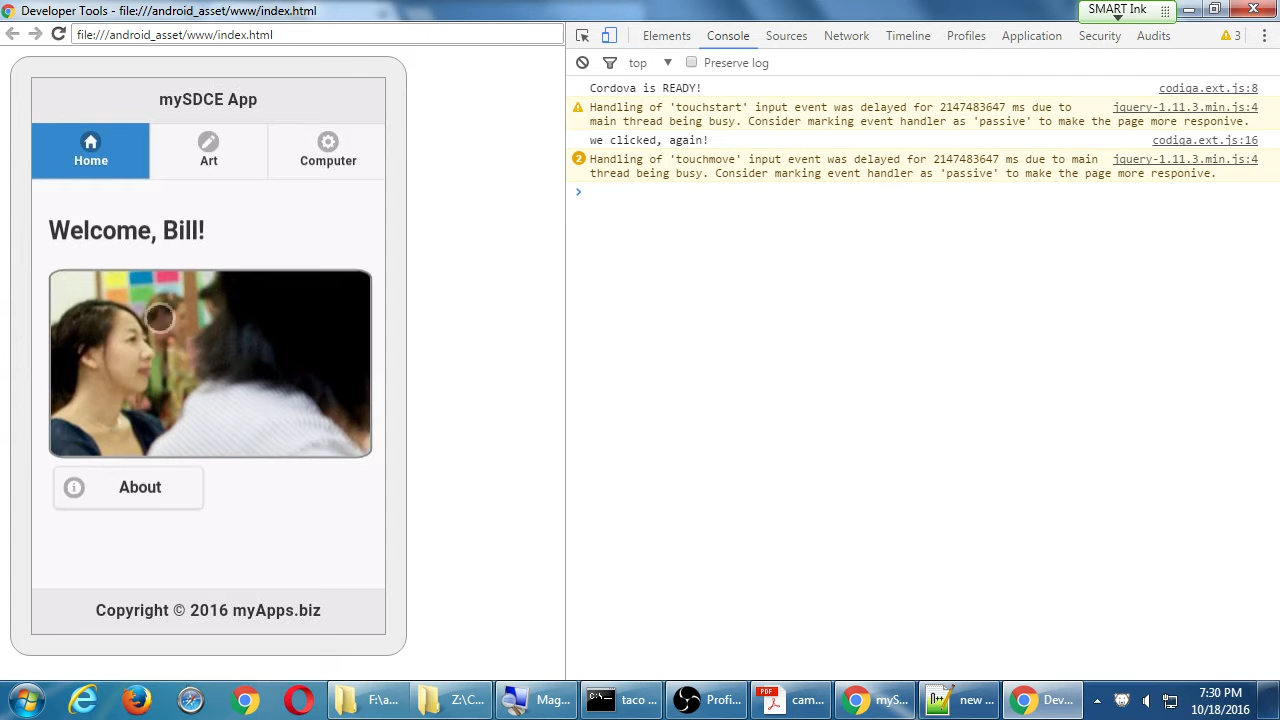 Developer Tools - file:///android_asset/www/index.html
SMART Ink
file:///android_asset/www/index.html
Elements Console Sources Network Timeline Profiles Application Security Audits 3
top Preserve log
mySDCE App
Home Art Computer
Welcome, Bill!
About
Copyright © 2016 myApps.biz
Cordova is READY! codiqa.ext.js:8
Handling of 'touchstart' input event was delayed for 2147483647 ms due to jquery-1.11.3.min.js:4
main thread being busy. Consider marking event handler as 'passive' to make the page more responive.
we clicked, again! codiqa.ext.js:16
2 Handling of 'touchmove' input event was delayed for 2147483647 ms due to main jquery-1.11.3.min.js:4
thread being busy. Consider marking event handler as 'passive' to make the page more responive.
F:\a... Z:\C... Mag... taco ... Profi... cam... myS... new ... Dev... 7:30 PM
10/18/2016